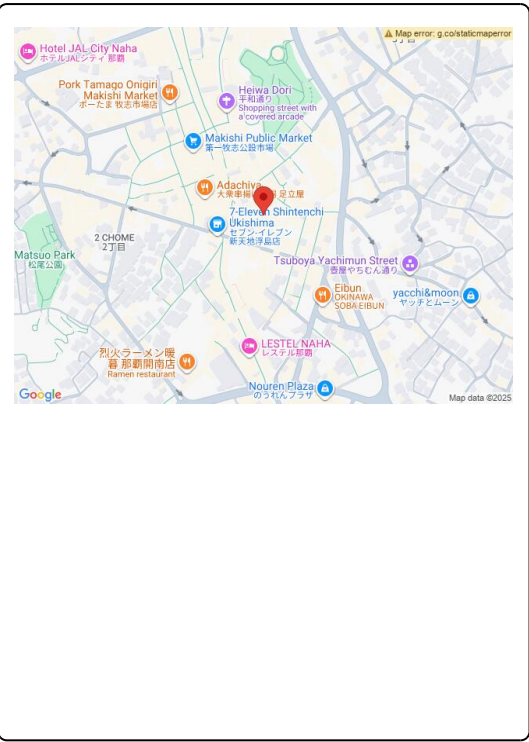 Map error: g.co/staticmaperror
Hotel JAL City Naha
ホテルJALシティ 那覇
Pork Tamago Onigiri
Makishi Market
ポーたま 牧志市場店
Heiwa Dori
平和通り
Shopping street with
a covered arcade
Makishi Public Market
第一牧志公設市場
Adachiya
足立屋
7-Eleven Shintenchi
Ukishima
セブン-イレブン
新天地浮島店
2 CHOME
2丁目
Matsuo Park
松尾公園
Tsuboya Yachimun Street
壺屋やちむん通り
Eibun
OKINAWA
SOBA EIBUN
yacchi&moon
ヤッチとムーン
LESTEL NAHA
レステル那覇
烈火ラーメン暖
暮 那覇開南店
Ramen restaurant
Nouren Plaza
のうれんプラザ
Google
Map data ©2025